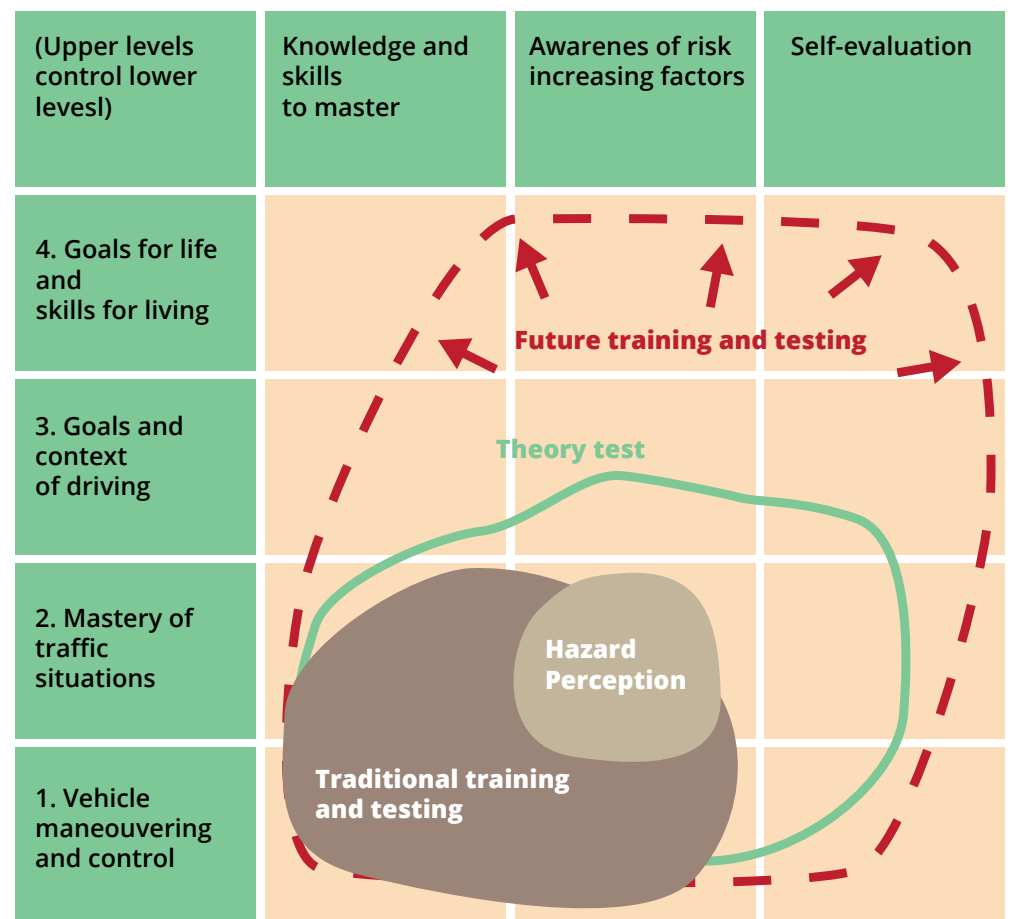 (Upper levels
control lower
levesl)
Knowledge and
skills
to master
Awarenes of risk
increasing factors
Self-evaluation
4. Goals for life
and
skills for living
Future training and testing
3. Goals and
context
of driving
Theory test
2. Mastery of
traffic
situations
Hazard
Perception
1. Vehicle
maneouvering
and control
Traditional training
and testing